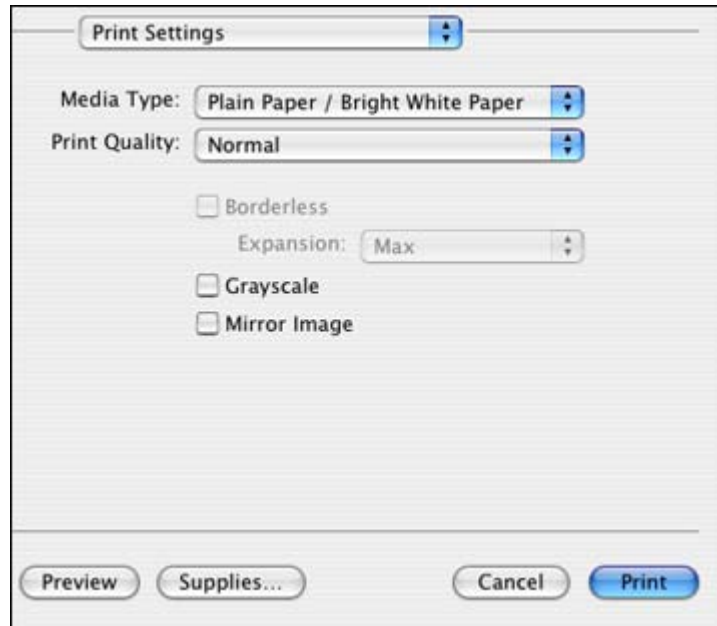 Print Settings
Media Type: Plain Paper / Bright White Paper
Print Quality: Normal
Borderless
Expansion: Max
Grayscale
Mirror Image
Preview Supplies... Cancel Print